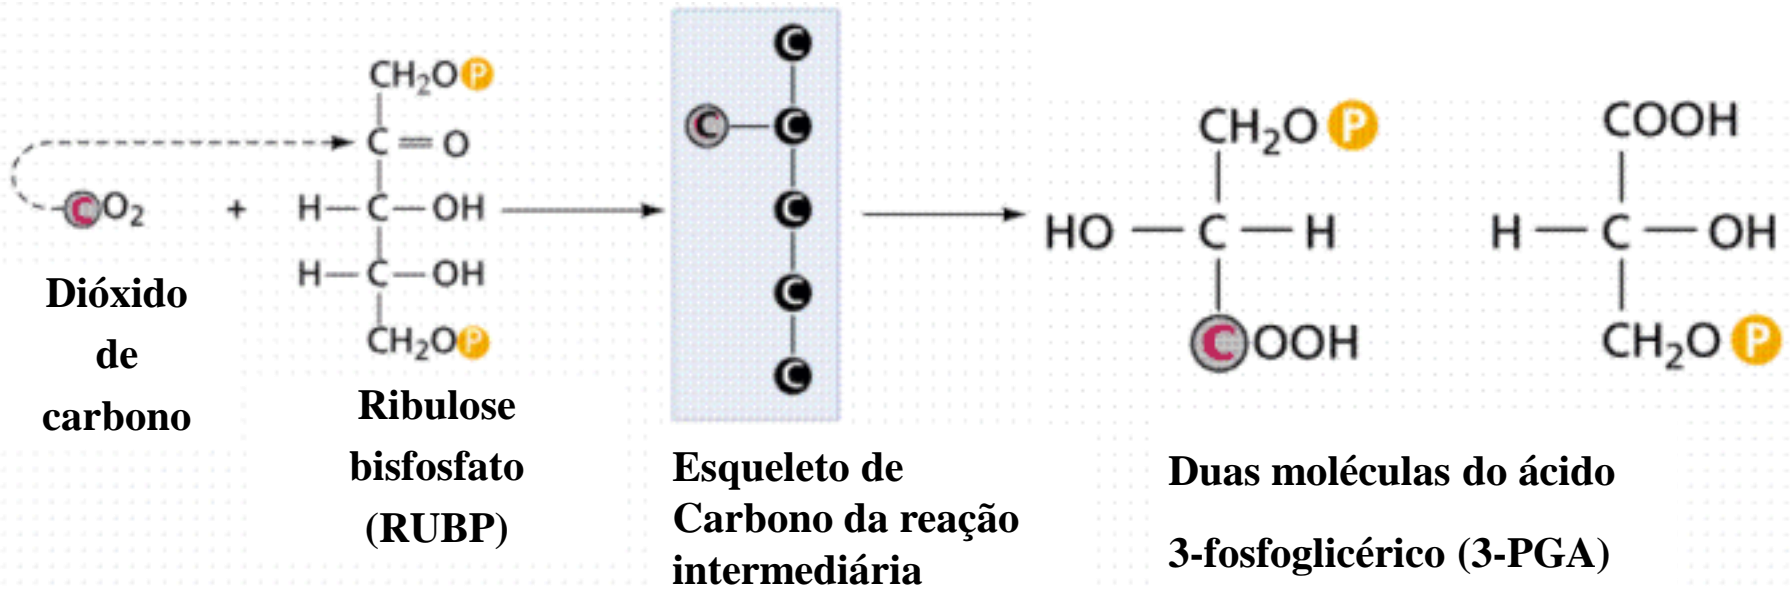 CO2
+
CH2O P
C = O
H — C — OH
H — C — OH
CH2O P
C
C — C
C
C
C
CH2O P
HO — C — H
COOH
COOH
H — C — OH
CH2O P
Dióxido
de
carbono
Ribulose
bisfosfato
(RUBP)
Esqueleto de
Carbono da reação
intermediária
Duas moléculas do ácido
3-fosfoglicérico (3-PGA)